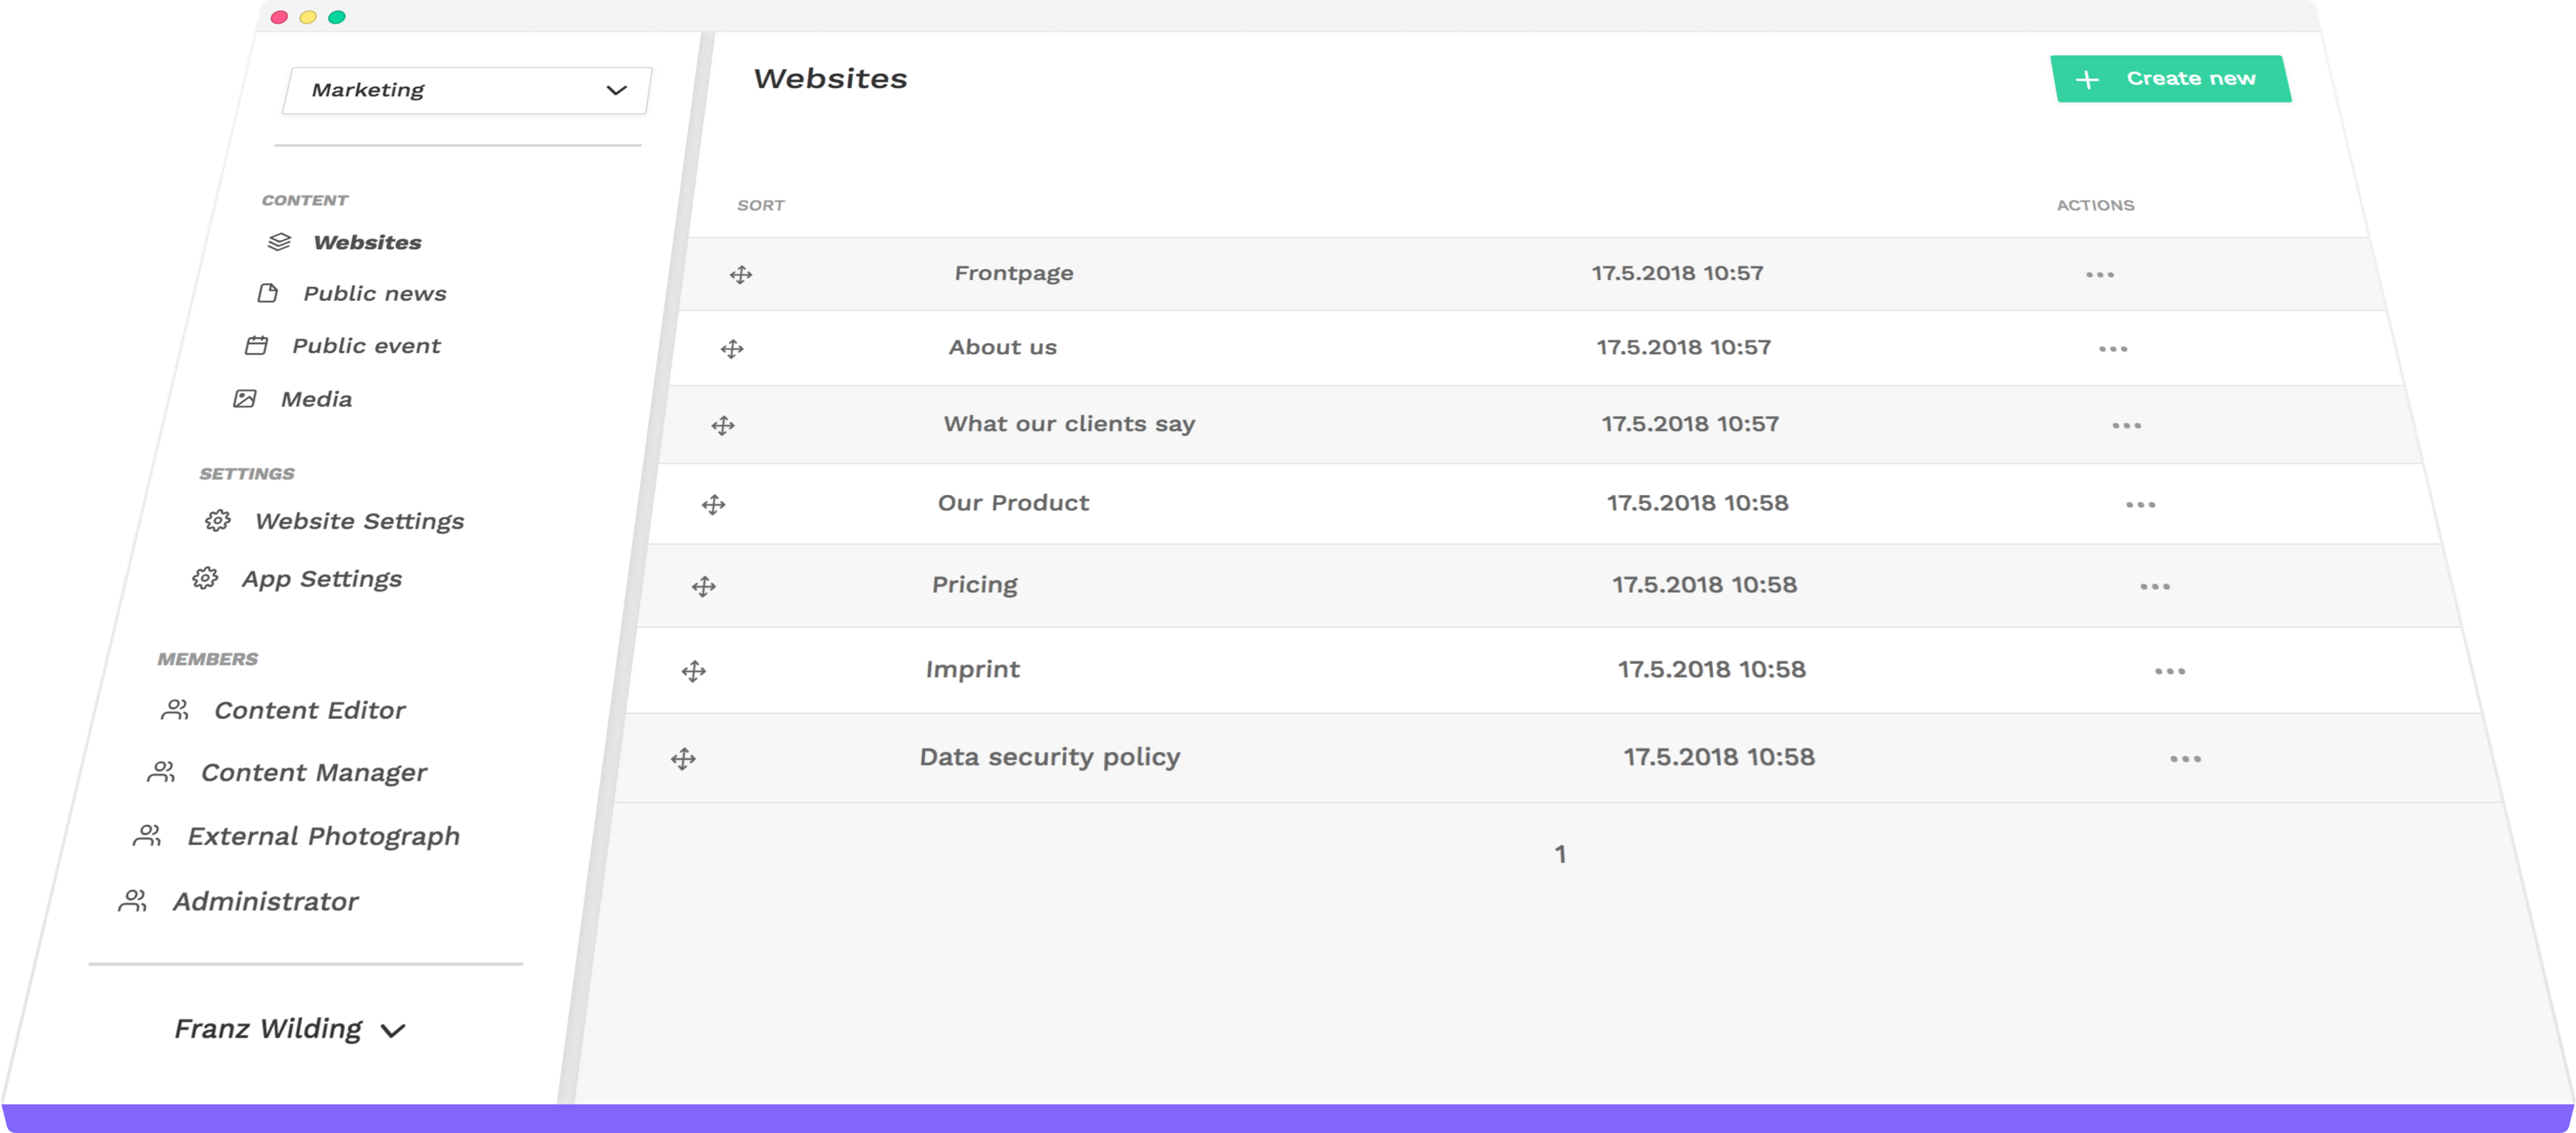 Marketing
CONTENT
Websites
Public news
Public event
Media
SETTINGS
Website Settings
App Settings
MEMBERS
Content Editor
Content Manager
External Photograph
Administrator
Franz Wilding
Websites
Create new
SORT ACTIONS
Frontpage 17.5.2018 10:57
About us 17.5.2018 10:57
What our clients say 17.5.2018 10:57
Our Product 17.5.2018 10:58
Pricing 17.5.2018 10:58
Imprint 17.5.2018 10:58
Data security policy 17.5.2018 10:58
1